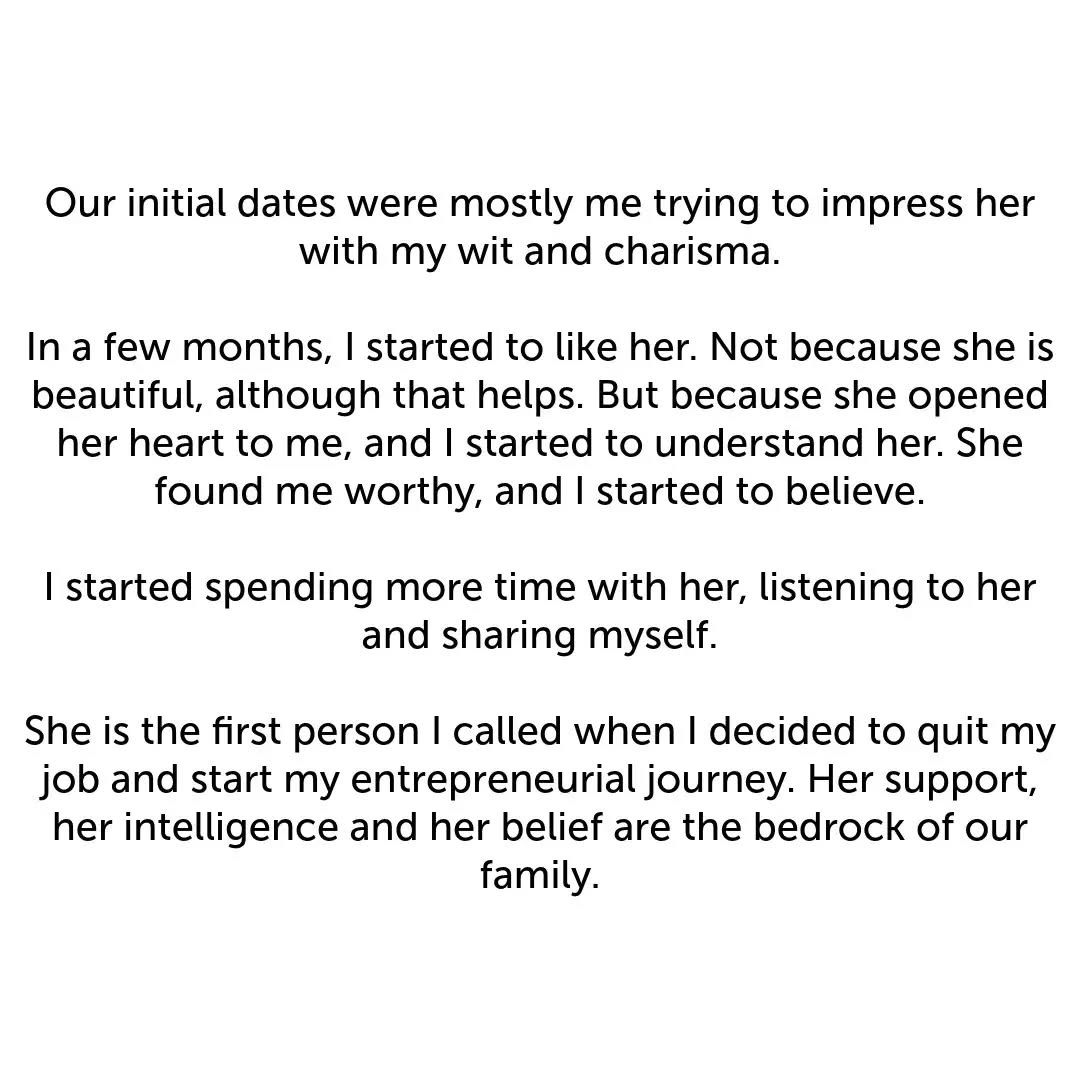 Our initial dates were mostly me trying to impress her
with my wit and charisma.
In a few months, I started to like her. Not because she is
beautiful, although that helps. But because she opened
her heart to me, and I started to understand her. She
found me worthy, and I started to believe.
I started spending more time with her, listening to her
and sharing myself.
She is the first person I called when I decided to quit my
job and start my entrepreneurial journey. Her support,
her intelligence and her belief are the bedrock of our
family.